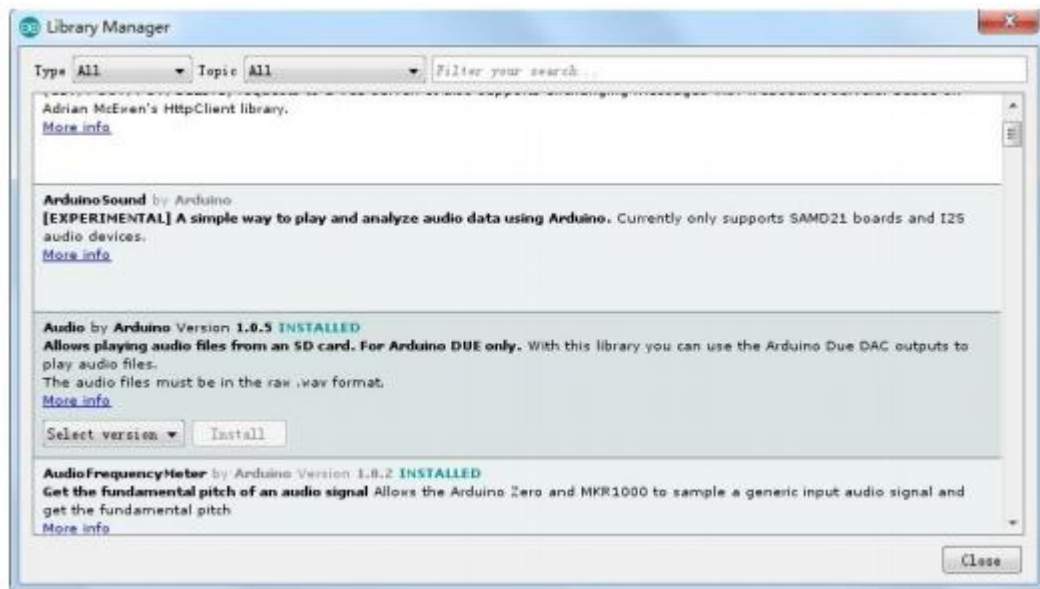 Library Manager
Type All Topic All Filter your search...
Adrian McEwen's HttpClient library.
More info
ArduinoSound by Arduino
[EXPERIMENTAL] A simple way to play and analyze audio data using Arduino. Currently only supports SAMD21 boards and I2S
audio devices.
More info
Audio by Arduino Version 1.0.5 INSTALLED
Allows playing audio files from an SD card. For Arduino DUE only. With this library you can use the Arduino Due DAC outputs to
play audio files.
The audio files must be in the raw .wav format.
More info
Select version Install
AudioFrequencyMeter by Arduino Version 1.0.2 INSTALLED
Get the fundamental pitch of an audio signal Allows the Arduino Zero and MKR1000 to sample a generic input audio signal and
get the fundamental pitch
More info
Close